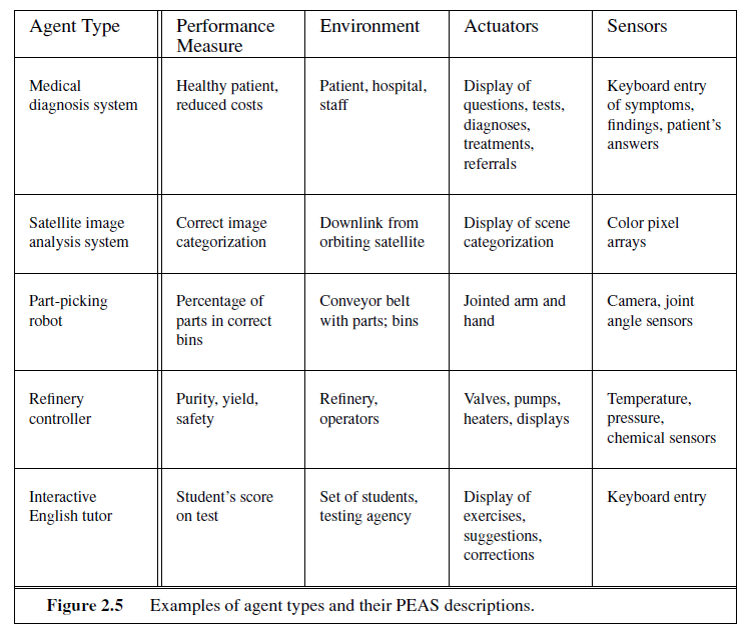 Agent Type
Performance
Measure
Environment
Actuators
Sensors
Medical
diagnosis system
Healthy patient,
reduced costs
Patient, hospital,
staff
Display of
questions, tests,
diagnoses,
treatments,
referrals
Keyboard entry
of symptoms,
findings, patient's
answers
Satellite image
analysis system
Correct image
categorization
Downlink from
orbiting satellite
Display of scene
categorization
Color pixel
arrays
Part-picking
robot
Percentage of
parts in correct
bins
Conveyor belt
with parts; bins
Jointed arm and
hand
Camera, joint
angle sensors
Refinery
controller
Purity, yield,
safety
Refinery,
operators
Valves, pumps,
heaters, displays
Temperature,
pressure,
chemical sensors
Interactive
English tutor
Student's score
on test
Set of students,
testing agency
Display of
exercises,
suggestions,
corrections
Keyboard entry
Figure 2.5 Examples of agent types and their PEAS descriptions.